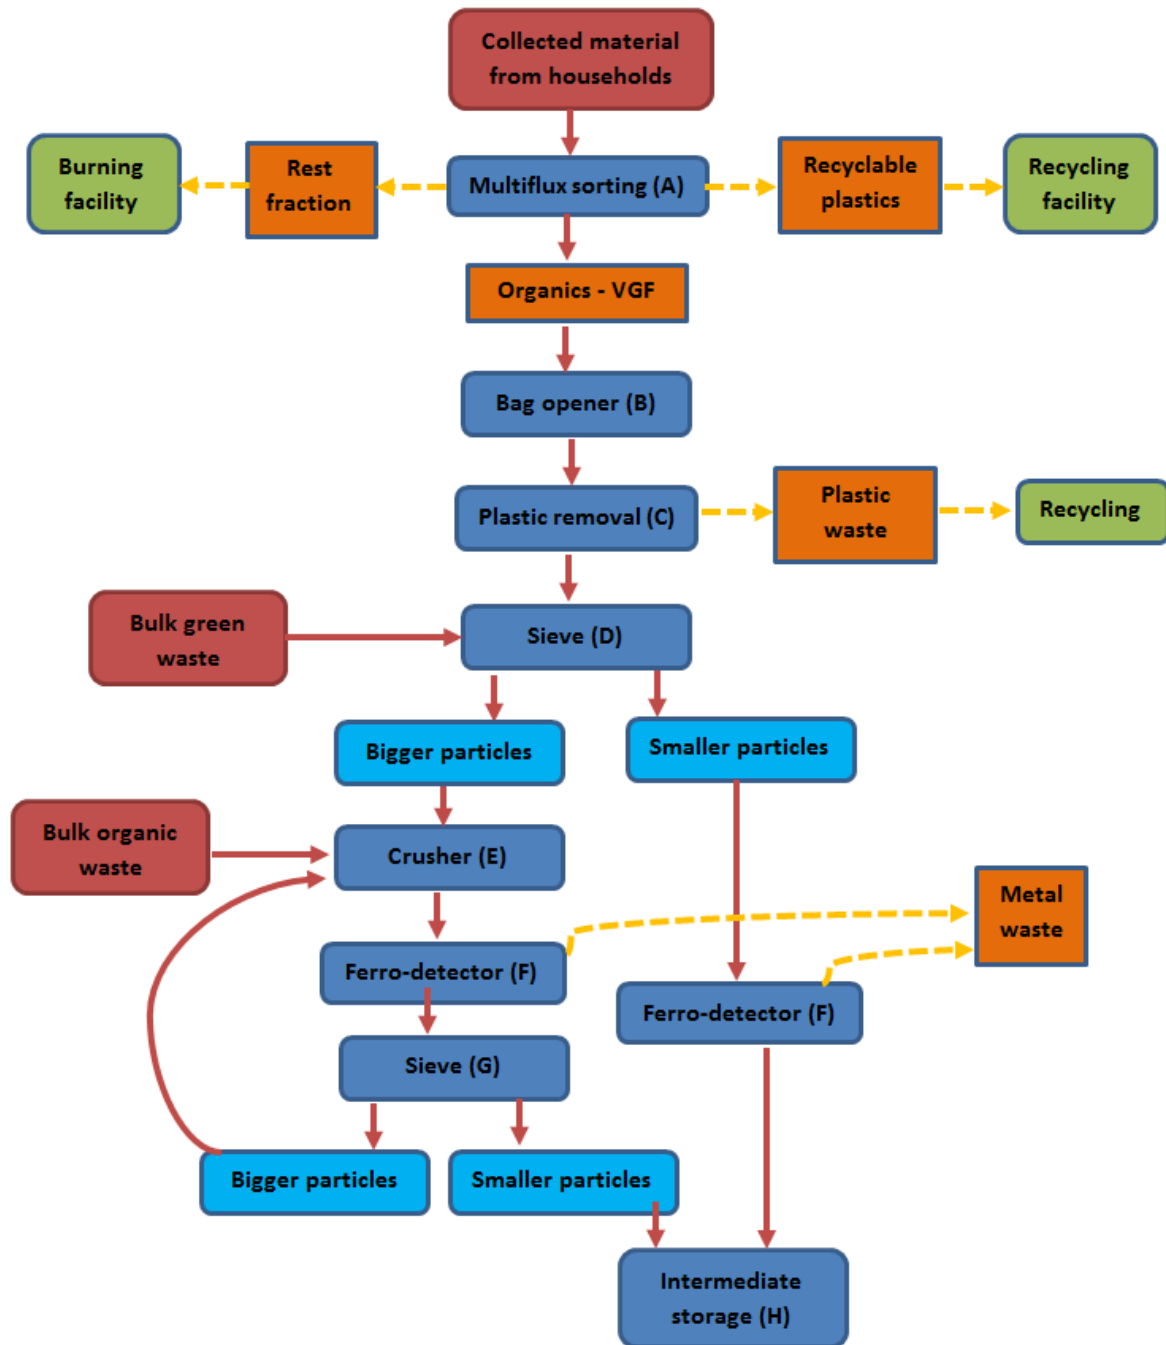 Collected material
from households
Burning
facility
Rest
fraction
Multiflux sorting (A)
Recyclable
plastics
Recycling
facility
Organics - VGF
Bag opener (B)
Plastic removal (C)
Plastic
waste
Recycling
Bulk green
waste
Sieve (D)
Bigger particles
Smaller particles
Bulk organic
waste
Crusher (E)
Metal
waste
Ferro-detector (F)
Ferro-detector (F)
Sieve (G)
Bigger particles
Smaller particles
Intermediate
storage (H)